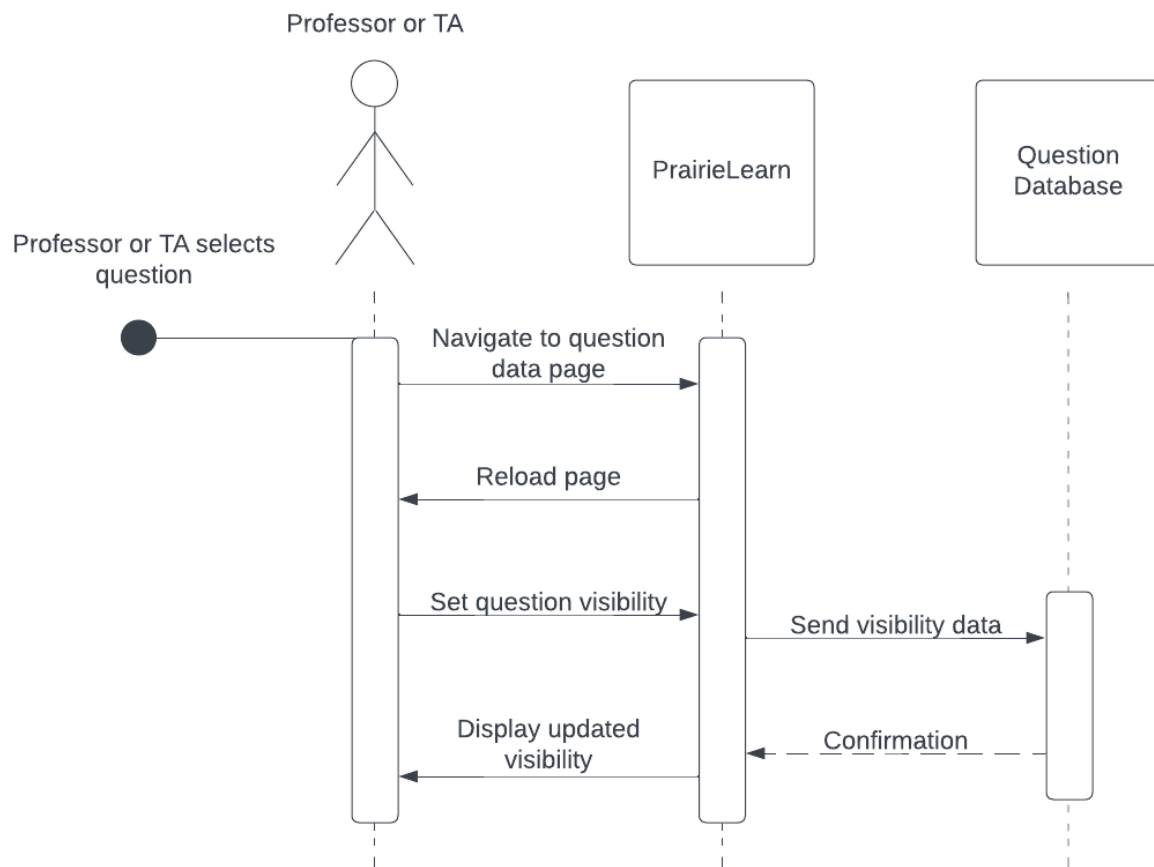 Professor or TA
PrairieLearn
Question
Database
Professor or TA selects
question
Navigate to question
data page
Reload page
Set question visibility
Send visibility data
Display updated
visibility
Confirmation